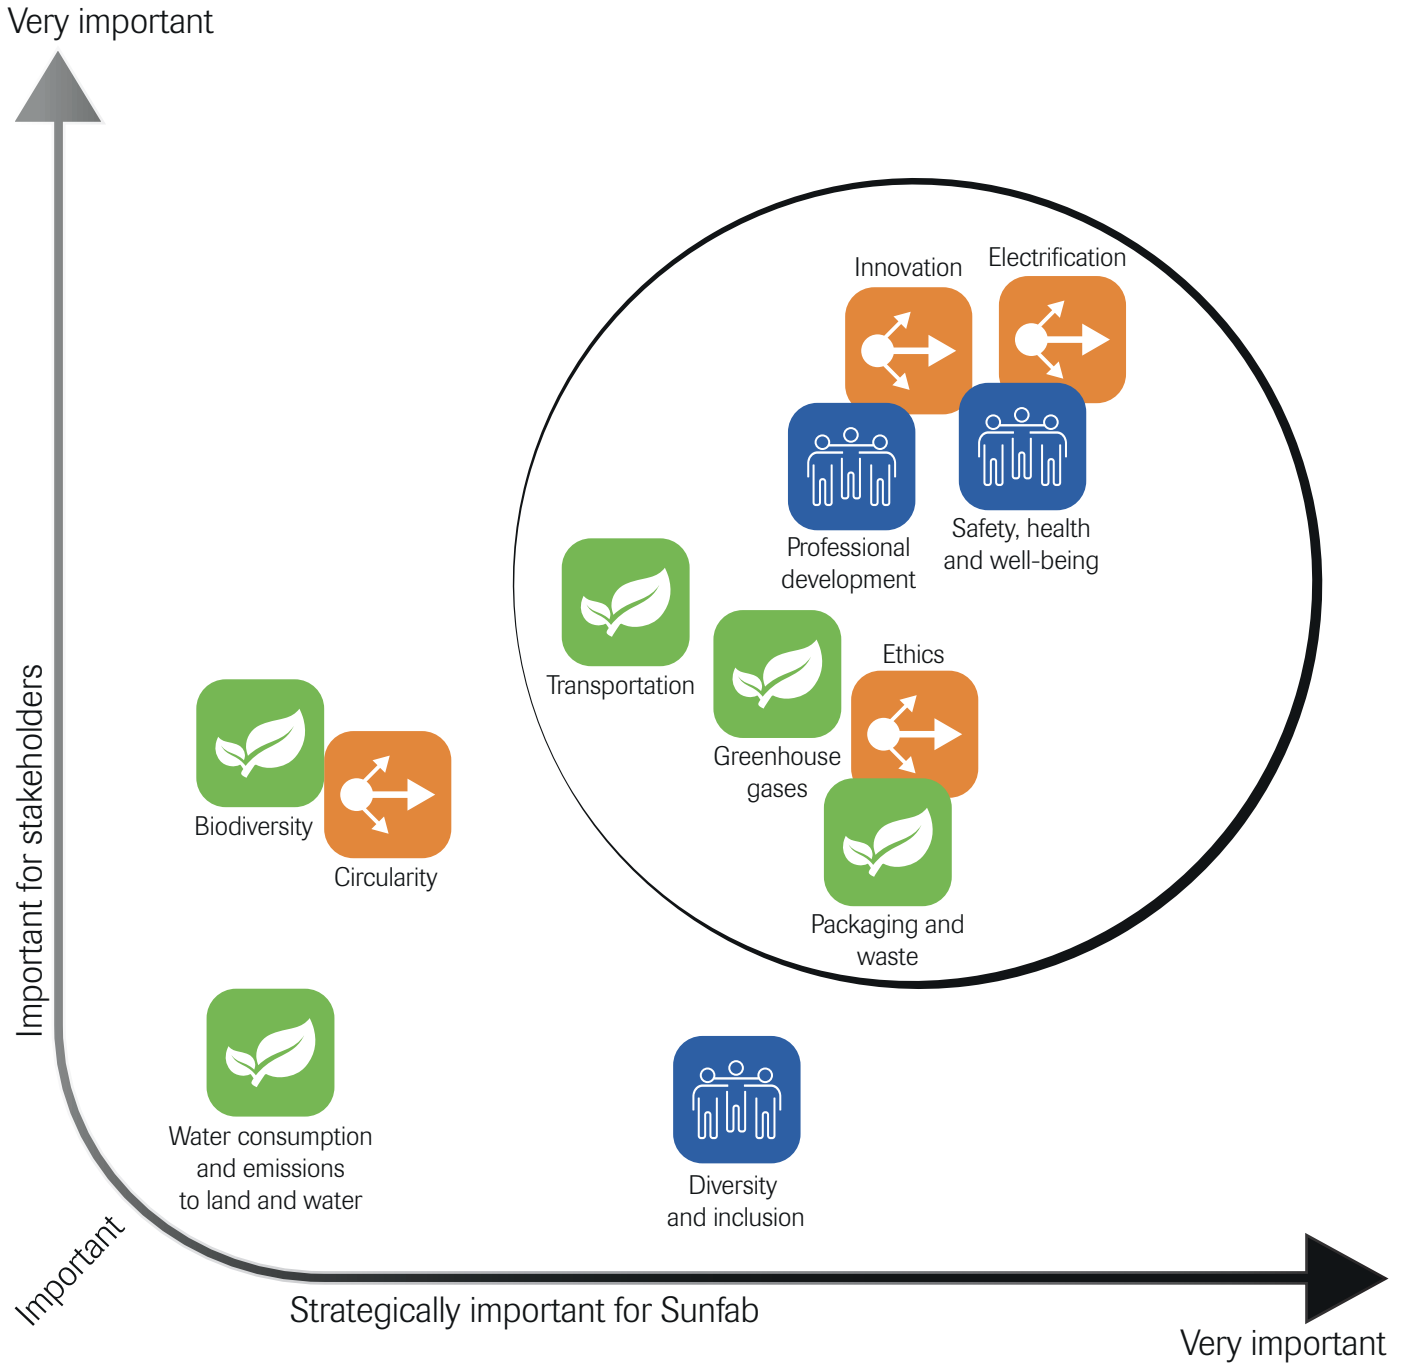 Very important
Innovation
Electrification
Professional
development
Safety, health
and well-being
Transportation
Greenhouse
gases
Ethics
Packaging and
waste
Biodiversity
Circularity
Water consumption
and emissions
to land and water
Diversity
and inclusion
Important for stakeholders
Important
Strategically important for Sunfab
Very important